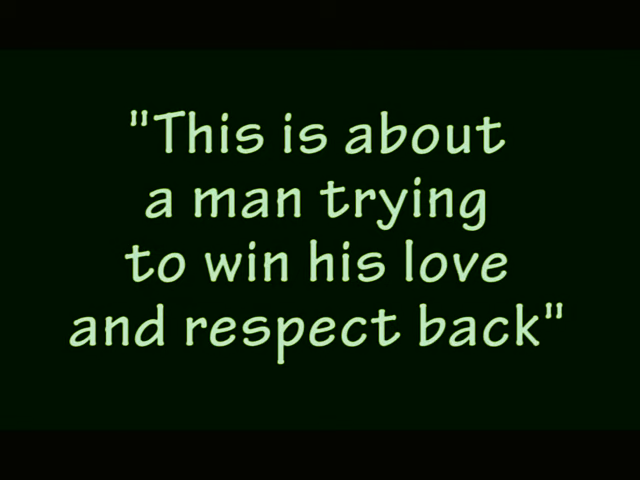 "This is about
a man trying
to win his love
and respect back"